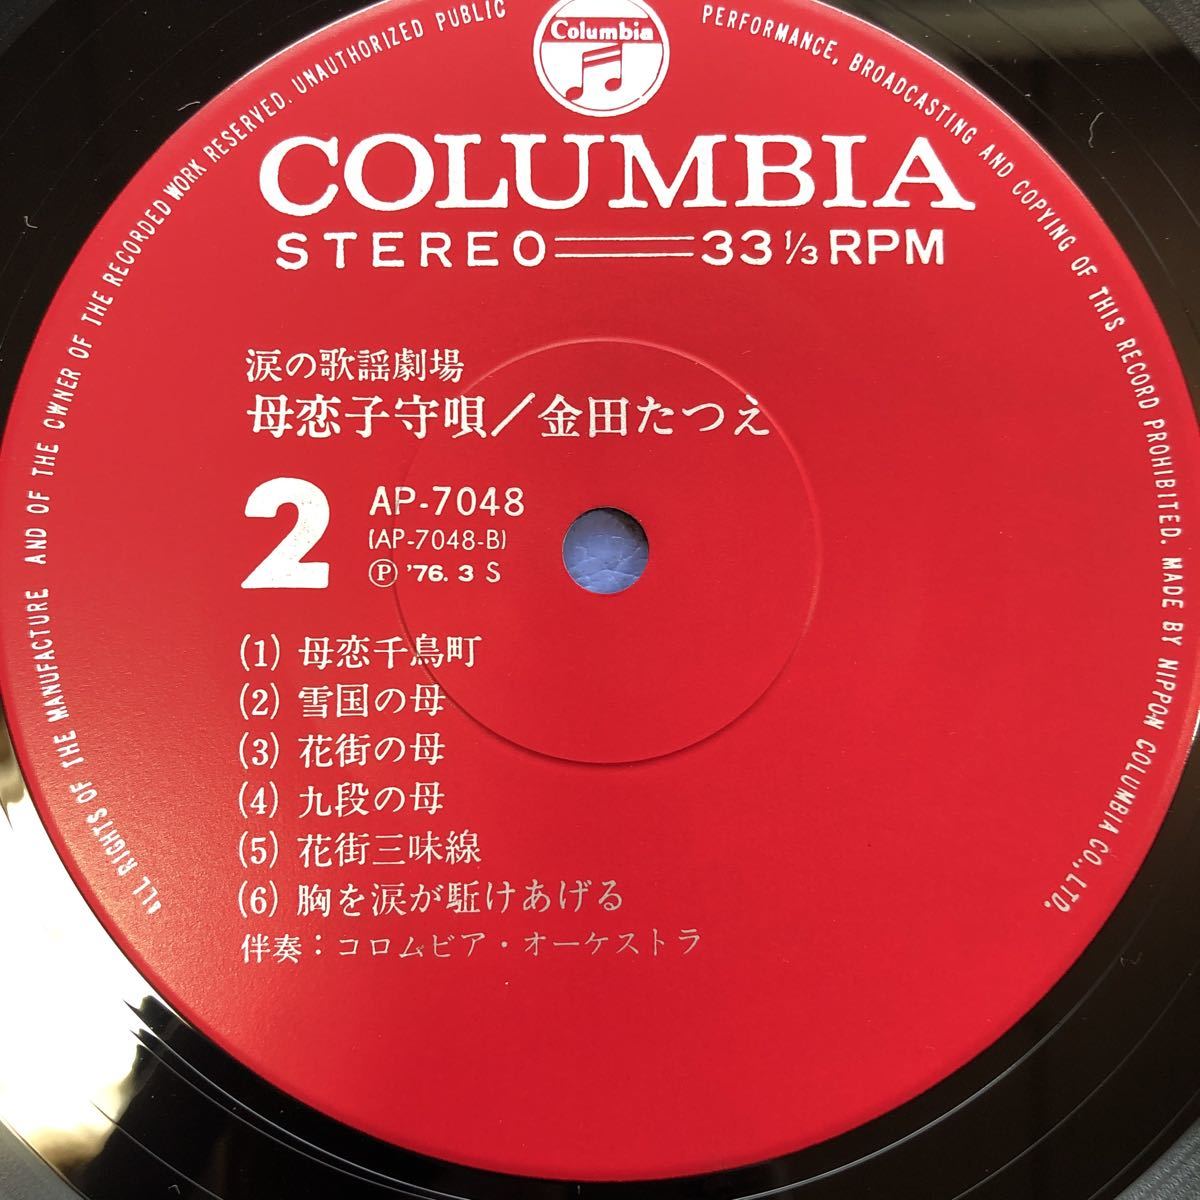 Columbia
COLUMBIA
STEREO 33 1/3 RPM
涙の歌謡劇場
母恋子守唄／金田たつえ
2
AP-7048
(AP-7048-B)
Ⓟ '76. 3 S
(1) 母恋千鳥町
(2) 雪国の母
(3) 花街の母
(4) 九段の母
(5) 花街三味線
(6) 胸を涙が駈けあげる
伴奏：コロムビア・オーケストラ
ALL RIGHTS OF THE MANUFACTURE AND OF THE OWNER OF THE RECORDED WORK RESERVED. UNAUTHORIZED PUBLIC PERFORMANCE, BROADCASTING AND COPYING OF THIS RECORD PROHIBITED. MADE BY NIPPON COLUMBIA CO., LTD.